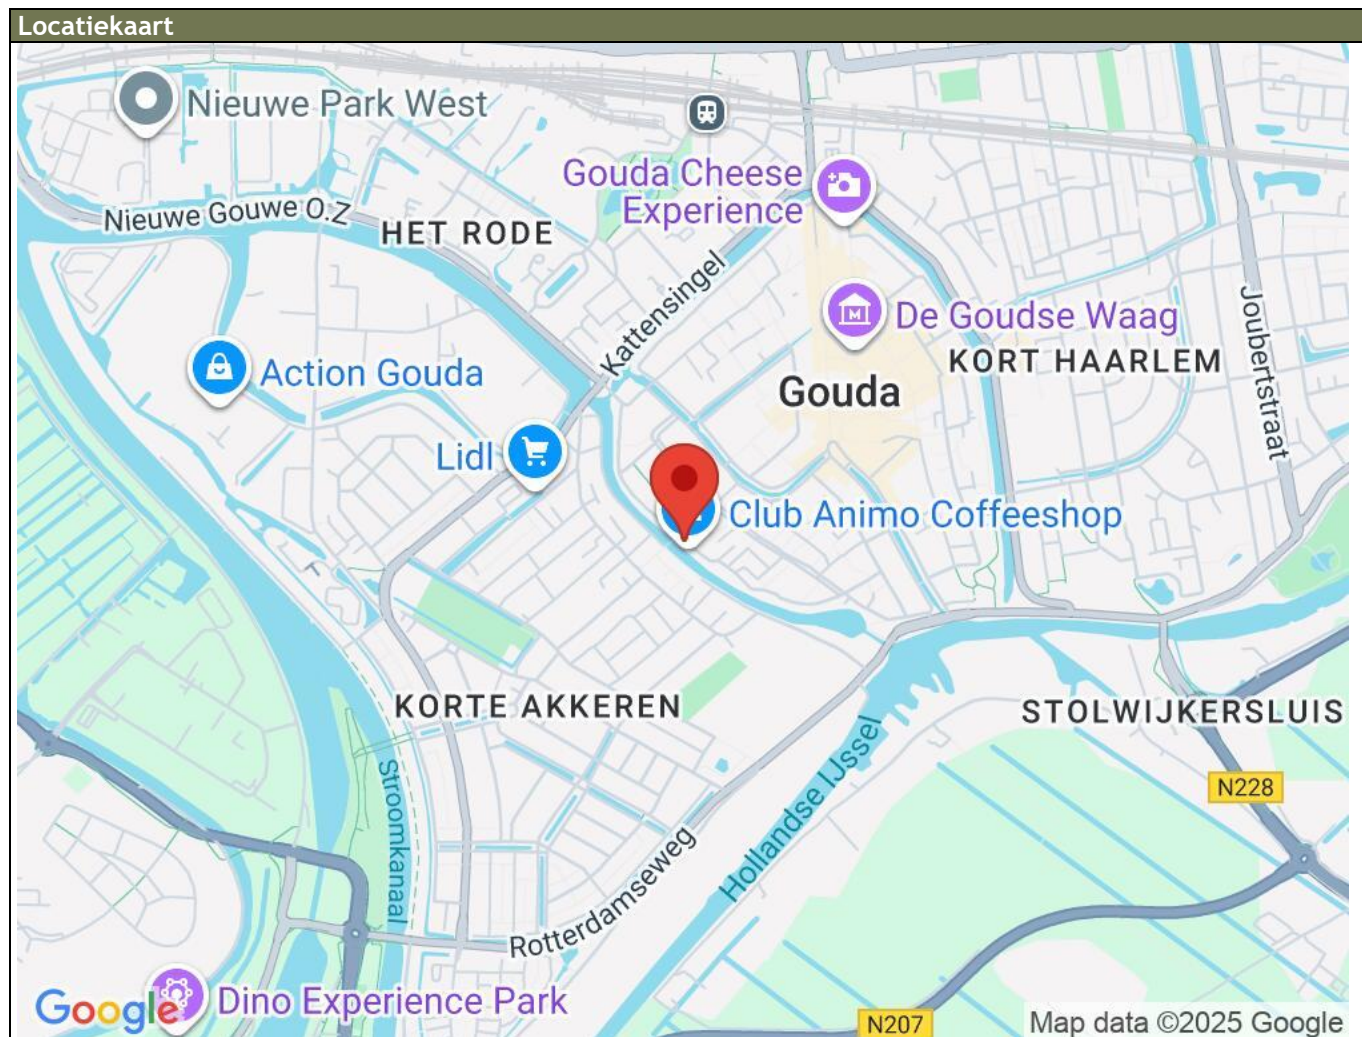 Locatiekaart
Nieuwe Park West
Gouda Cheese
Experience
Nieuwe Gouwe O.Z
HET RODE
Kattensingel
De Goudse Waag
Joubertstraat
KORT HAARLEM
Action Gouda
Gouda
Lidl
Club Animo Coffeeshop
KORTE AKKEREN
STOLWIJKERSLUIS
Stroomkanaal
Hollandse IJssel
N228
Rotterdamseweg
Google
Dino Experience Park
N207
Map data ©2025 Google